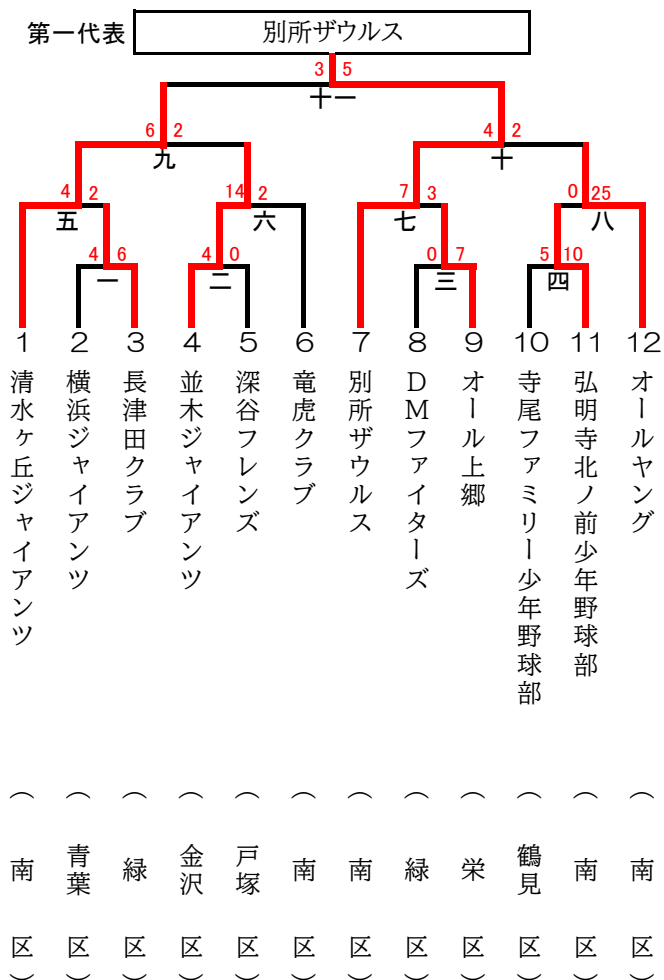 第一代表 別所ザウルス
3 5
十一
6 2 4 2
九 十
4 2 14 2 7 3 0 25
五 六 七 八
4 6 4 0 0 7 5 10
一 二 三 四
1 2 3 4 5 6 7 8 9 10 11 12
清水ヶ丘ジャイアンツ
横浜ジャイアンツ
長津田クラブ
並木ジャイアンツ
深谷フレンズ
竜虎クラブ
別所ザウルス
DMファイターズ
オール上郷
寺尾ファミリー少年野球部
弘明寺北ノ前少年野球部
オールヤング
(南区)
(青葉区)
(緑区)
(金沢区)
(戸塚区)
(南区)
(南区)
(緑区)
(栄区)
(鶴見区)
(南区)
(南区)